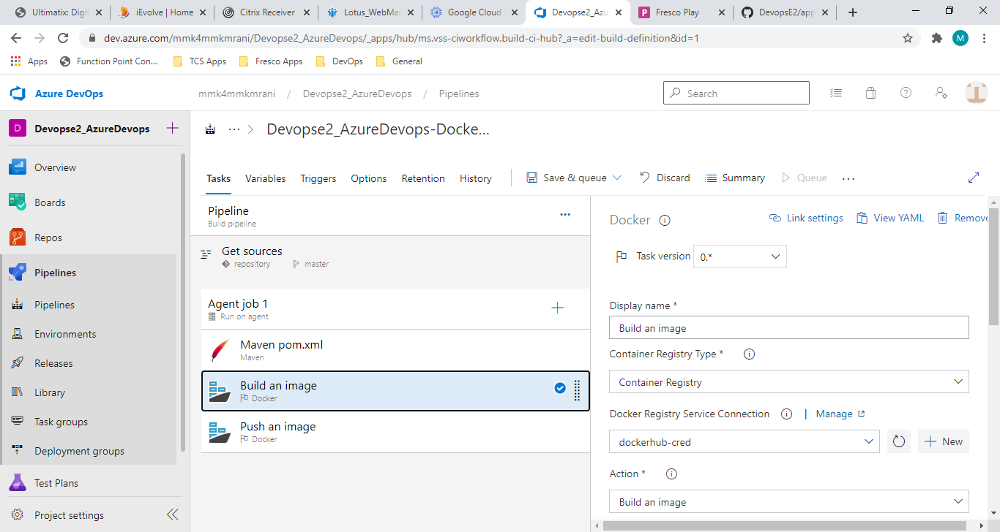 Ultimatix: Digit
iEvolve | Home
Citrix Receiver
Lotus_WebMai
Google Cloud
Devopse2_Azu
Fresco Play
DevopsE2/app
dev.azure.com/mmk4mmkmrani/Devopse2_AzureDevops/_apps/hub/ms.vss-ciworkflow.build-ci-hub?_a=edit-build-definition&id=1
M
Apps
Function Point Con...
TCS Apps
Fresco Apps
DevOps
General
Azure DevOps
mmk4mmkmrani / Devopse2_AzureDevops / Pipelines
Search
D Devopse2_AzureDevops
Overview
Boards
Repos
Pipelines
Pipelines
Environments
Releases
Library
Task groups
Deployment groups
Test Plans
Project settings
... > Devopse2_AzureDevops-Docke...
Tasks Variables Triggers Options Retention History
Save & queue Discard Summary Queue ...
Pipeline
Build pipeline
Get sources
repository master
Agent job 1
Run on agent
Maven pom.xml
Maven
Build an image
Docker
Push an image
Docker
Docker
Link settings View YAML Remove
Task version 0.*
Display name *
Build an image
Container Registry Type *
Container Registry
Docker Registry Service Connection | Manage
dockerhub-cred
New
Action *
Build an image